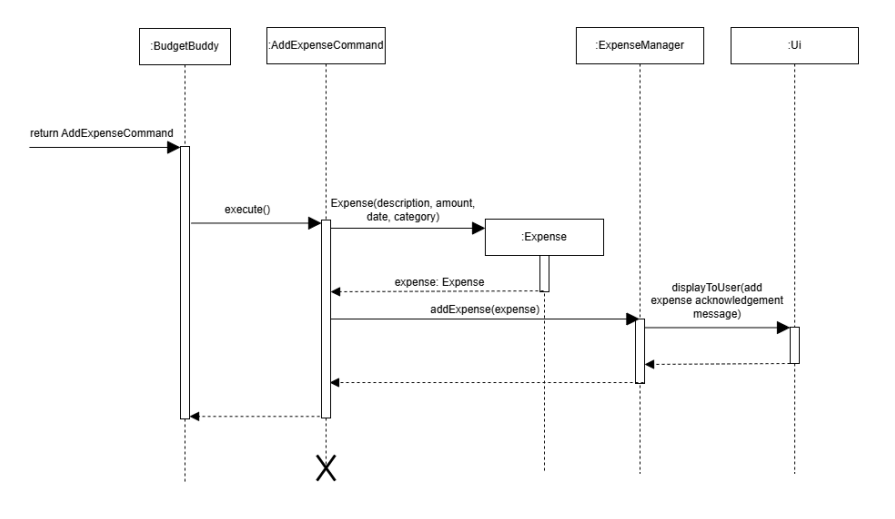 :BudgetBuddy
:AddExpenseCommand
:ExpenseManager
:Ui
return AddExpenseCommand
execute()
Expense(description, amount,
date, category)
:Expense
expense: Expense
displayToUser(add
expense acknowledgement
message)
addExpense(expense)